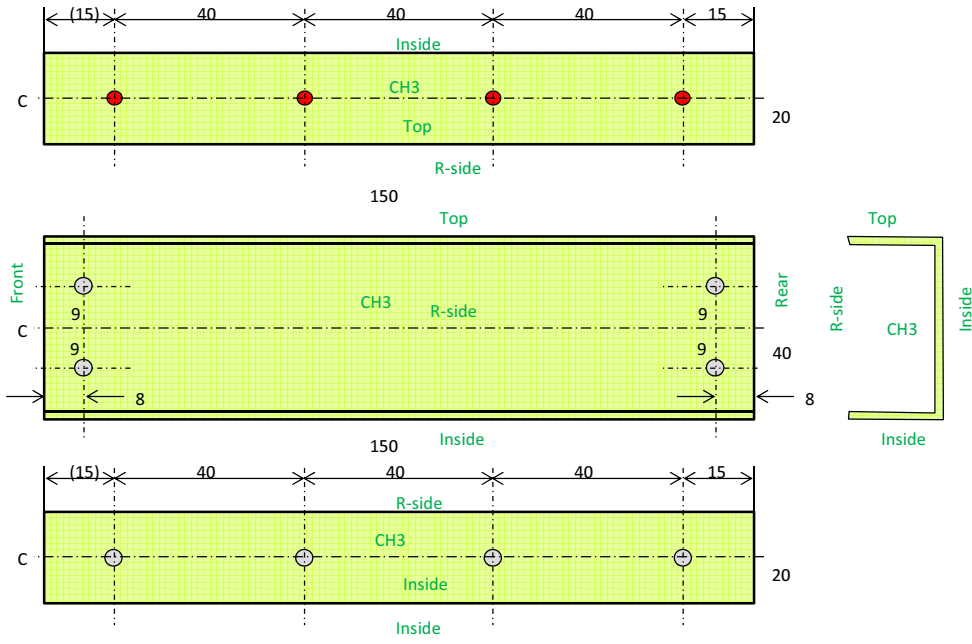 (15) 40 40 40 15
Inside
CH3
C
20
Top
R-side
150
Top Top
Front
CH3
R-side
Rear
R-side
Inside
9 9
C
CH3
9 9
40
8 8
Inside Inside
150
(15) 40 40 40 15
R-side
CH3
C
20
Inside
Inside